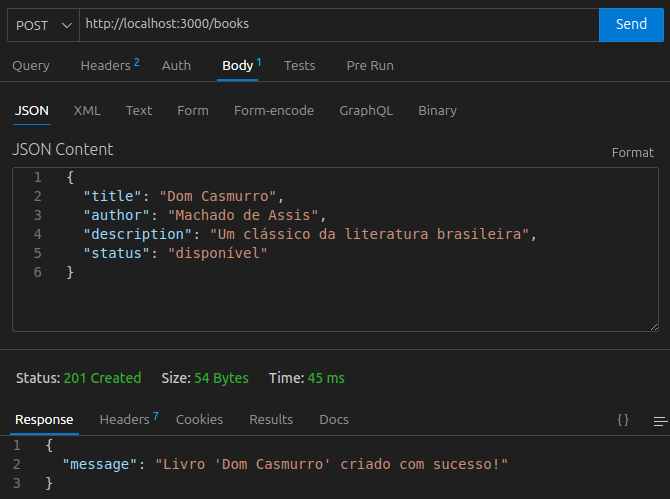 POST http://localhost:3000/books Send
Query Headers 2 Auth Body 1 Tests Pre Run
JSON XML Text Form Form-encode GraphQL Binary
JSON Content Format
1 {
2 "title": "Dom Casmurro",
3 "author": "Machado de Assis",
4 "description": "Um clássico da literatura brasileira",
5 "status": "disponível"
6 }
Status: 201 Created Size: 54 Bytes Time: 45 ms
Response Headers 7 Cookies Results Docs {}
1 {
2 "message": "Livro 'Dom Casmurro' criado com sucesso!"
3 }